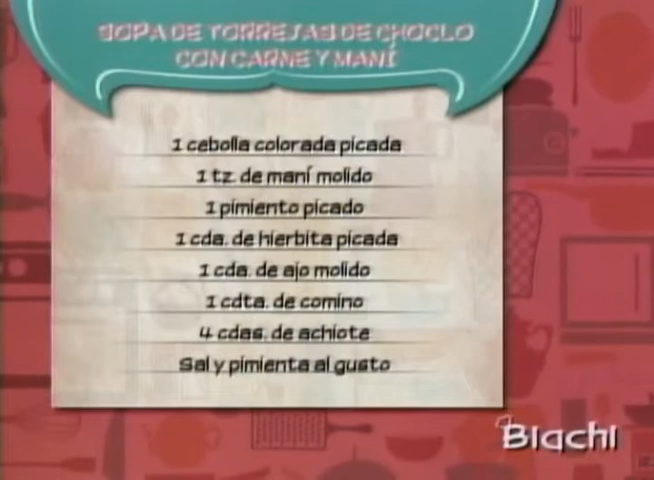 SOPA DE TORREJAS DE CHOCLO
CON CARNE Y MANÍ
1 cebolla colorada picada
1 tz. de maní molido
1 pimiento picado
1 cda. de hierbita picada
1 cda. de ajo molido
1 cdta. de comino
4 cdas. de achiote
Sal y pimienta al gusto
Blachl